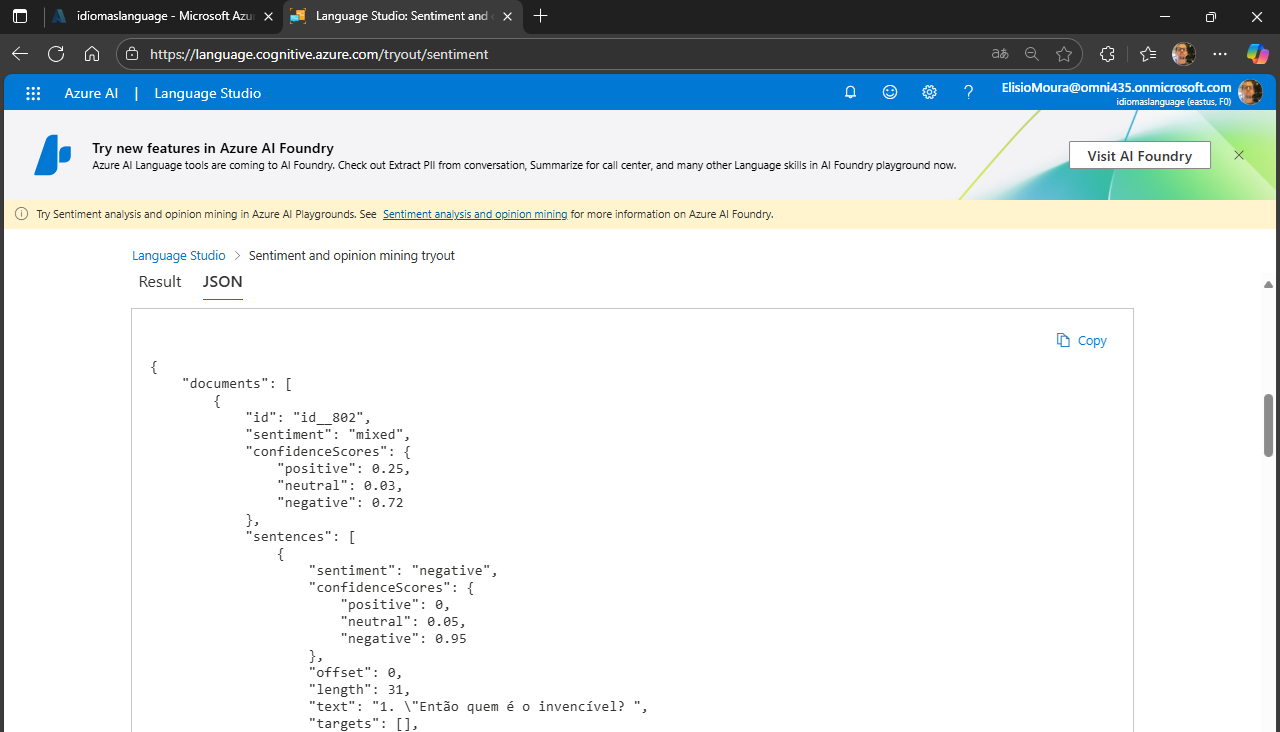 idiomaslanguage - Microsoft Azu
Language Studio: Sentiment and
https://language.cognitive.azure.com/tryout/sentiment
Azure AI | Language Studio
ElisioMoura@omni435.onmicrosoft.com
idiomaslanguage (eastus, F0)
Try new features in Azure AI Foundry
Azure AI Language tools are coming to AI Foundry. Check out Extract PII from conversation, Summarize for call center, and many other Language skills in AI Foundry playground now.
Visit AI Foundry
Try Sentiment analysis and opinion mining in Azure AI Playgrounds. See Sentiment analysis and opinion mining for more information on Azure AI Foundry.
Language Studio > Sentiment and opinion mining tryout
Result JSON
Copy
{
    "documents": [
        {
            "id": "id__802",
            "sentiment": "mixed",
            "confidenceScores": {
                "positive": 0.25,
                "neutral": 0.03,
                "negative": 0.72
            },
            "sentences": [
                {
                    "sentiment": "negative",
                    "confidenceScores": {
                        "positive": 0,
                        "neutral": 0.05,
                        "negative": 0.95
                    },
                    "offset": 0,
                    "length": 31,
                    "text": "1. \"Então quem é o invencível? ",
                    "targets": [],